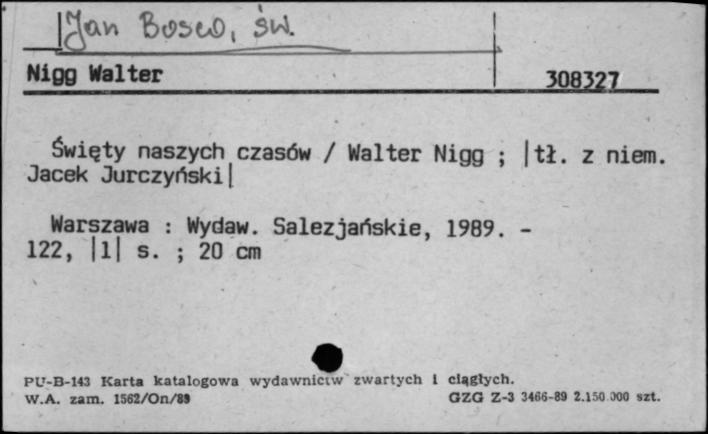 Jan Bosco, św.
Nigg Walter 308327
Święty naszych czasów / Walter Nigg ; |tł. z niem.
Jacek Jurczyński|
Warszawa : Wydaw. Salezjańskie, 1989. -
122, |1| s. ; 20 cm
PU-B-143 Karta katalogowa wydawnictw zwartych i ciągłych.
W.A. zam. 1562/On/89 GZG Z-3 3466-89 2.150.000 szt.